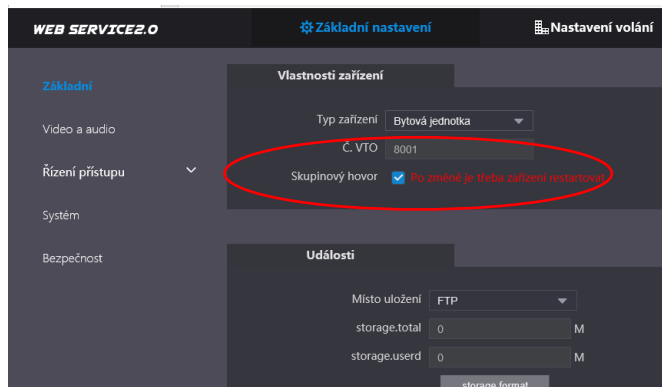 WEB SERVICE2.0
Základní nastavení
Nastavení volání
Základní
Video a audio
Řízení přístupu
Systém
Bezpečnost
Vlastnosti zařízení
Typ zařízení Bytová jednotka
Č. VTO 8001
Skupinový hovor Po změně je třeba zařízení restartovat
Události
Místo uložení FTP
storage.total 0 M
storage.userd 0 M
storage format